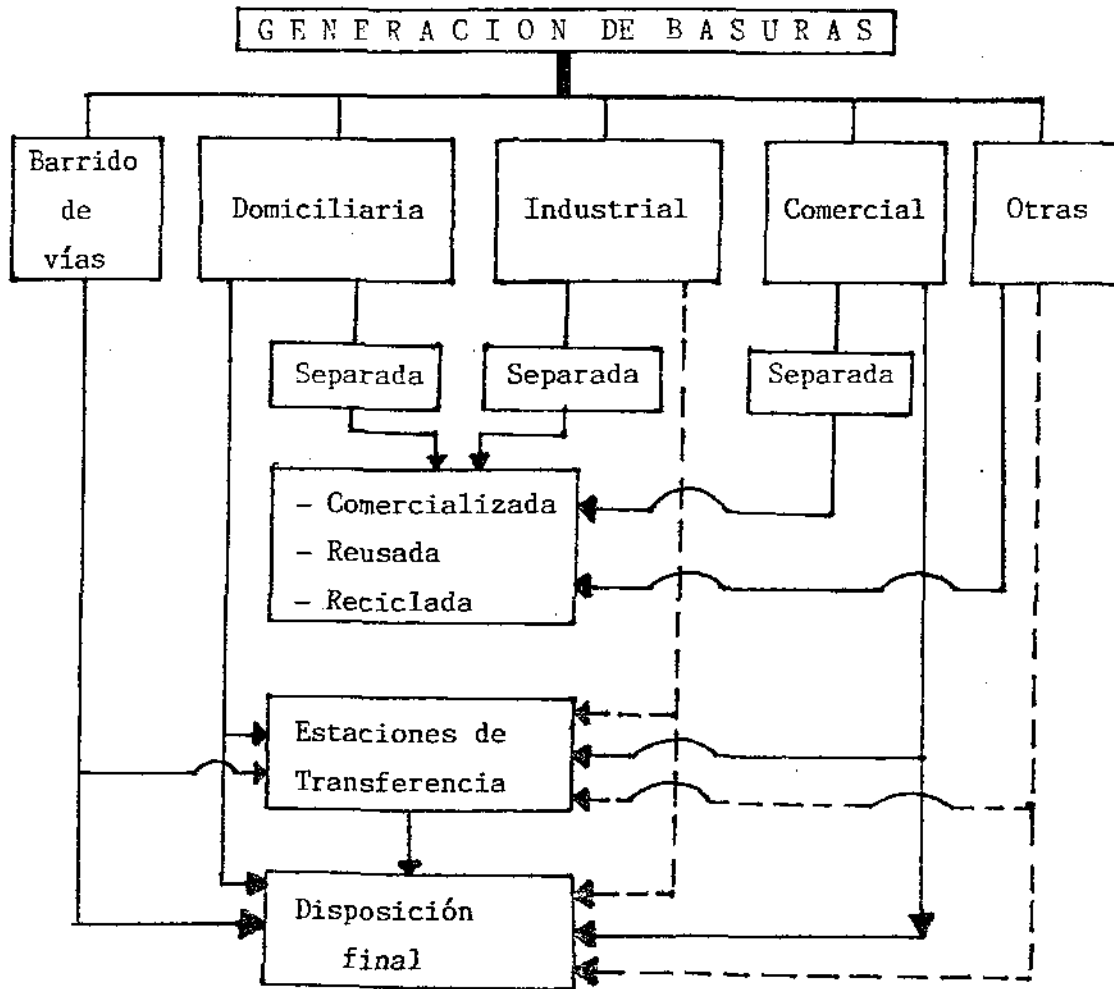 GENERACION DE BASURAS
Barrido
de
vías
Domiciliaria
Industrial
Comercial
Otras
Separada
Separada
Separada
- Comercializada
- Reusada
- Reciclada
Estaciones de
Transferencia
Disposición
final